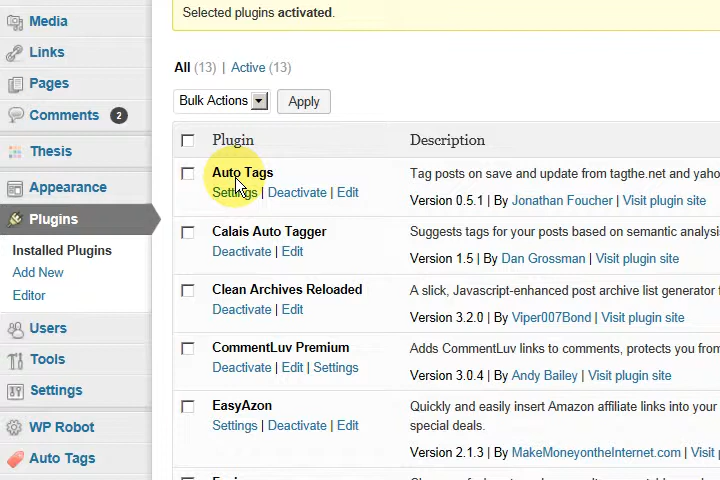 Media
Links
Pages
Comments 2
Thesis
Appearance
Plugins
Installed Plugins
Add New
Editor
Users
Tools
Settings
WP Robot
Auto Tags
Selected plugins activated.
All (13) | Active (13)
Bulk Actions Apply
Plugin Description
Auto Tags Tag posts on save and update from tagthe.net and yaho
Settings | Deactivate | Edit Version 0.5.1 | By Jonathan Foucher | Visit plugin site
Calais Auto Tagger Suggests tags for your posts based on semantic analysi
Deactivate | Edit Version 1.5 | By Dan Grossman | Visit plugin site
Clean Archives Reloaded A slick, Javascript-enhanced post archive list generator f
Deactivate | Edit Version 3.2.0 | By Viper007Bond | Visit plugin site
CommentLuv Premium Adds CommentLuv links to comments, protects you from
Deactivate | Edit | Settings Version 3.0.4 | By Andy Bailey | Visit plugin site
EasyAzon Quickly and easily insert Amazon affiliate links into your
Settings | Deactivate | Edit special deals.
Version 2.1.3 | By MakeMoneyontheInternet.com | Visit